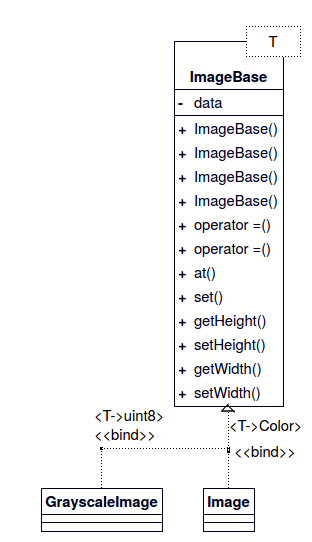 T
ImageBase
- data
+ ImageBase()
+ ImageBase()
+ ImageBase()
+ ImageBase()
+ operator =()
+ operator =()
+ at()
+ set()
+ getHeight()
+ setHeight()
+ getWidth()
+ setWidth()
<T->uint8>
<<bind>>
<T->Color>
<<bind>>
GrayscaleImage
Image